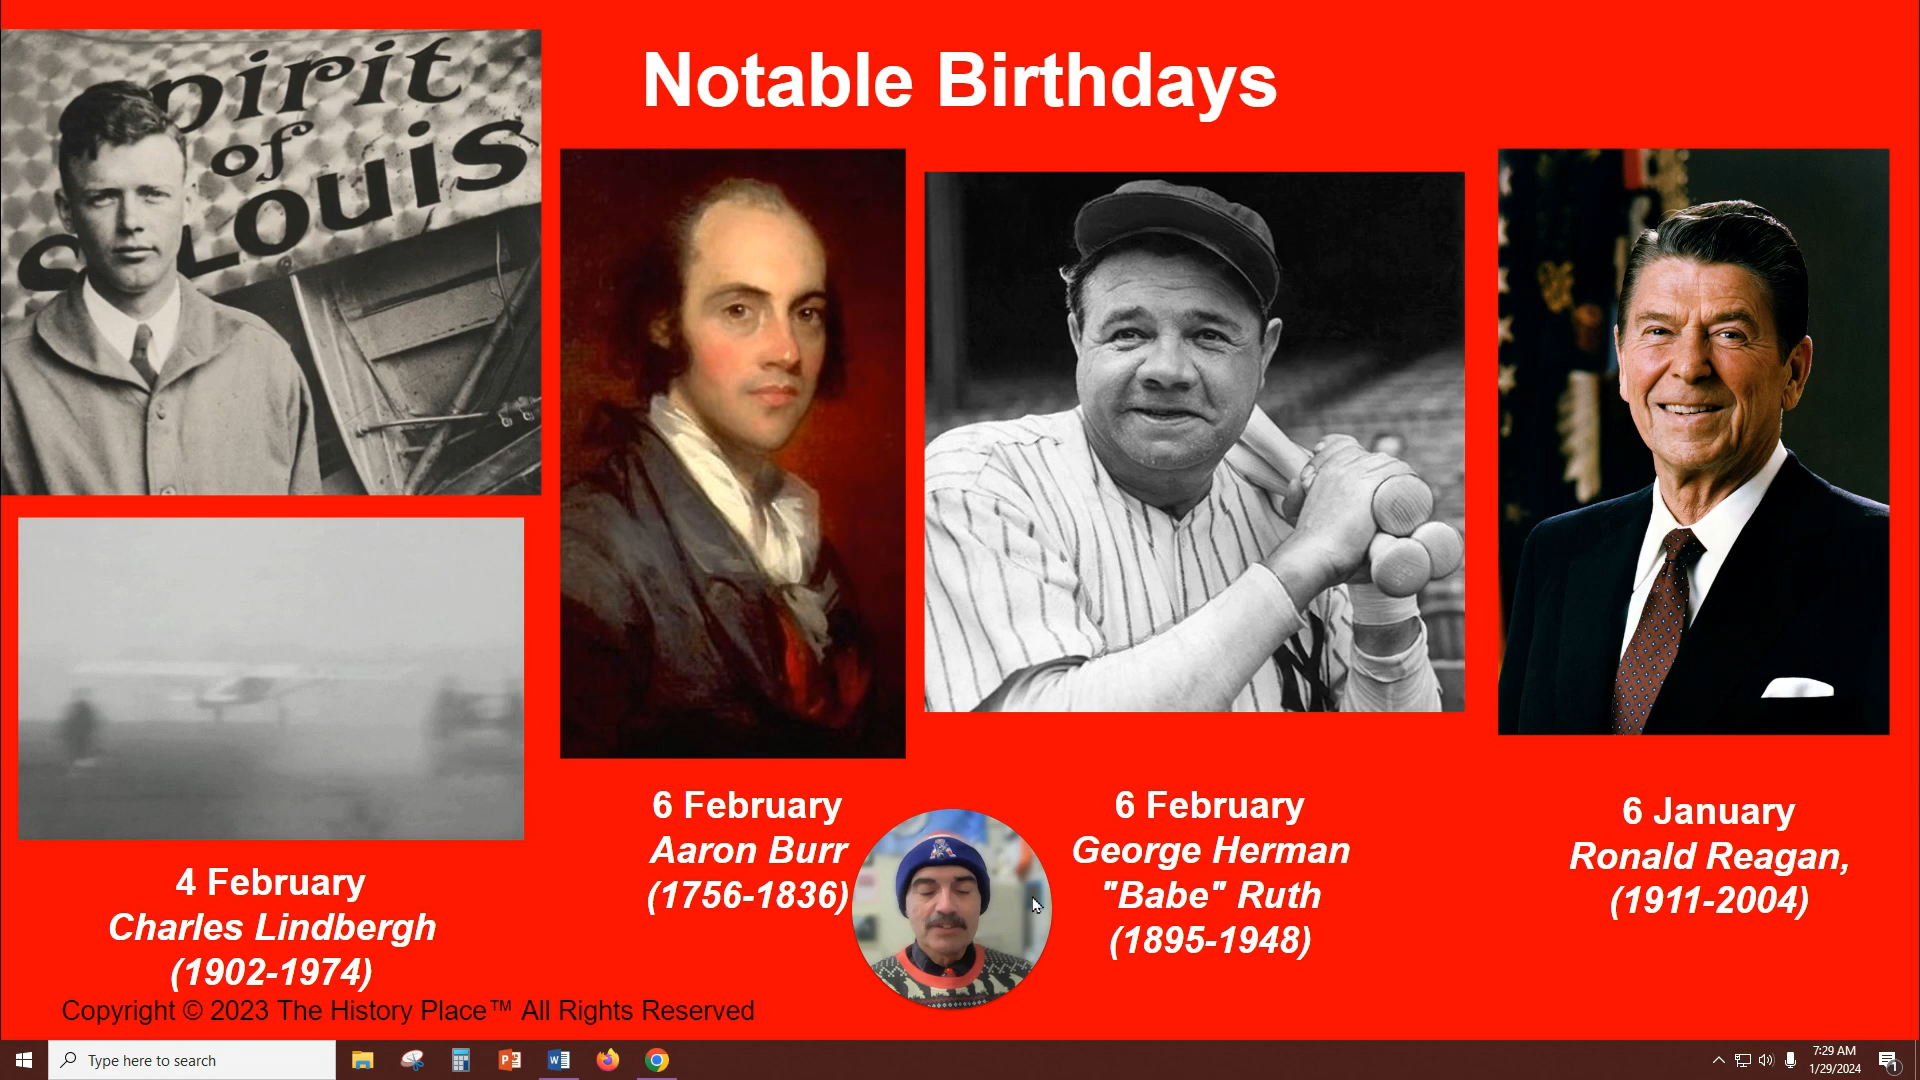 Notable Birthdays
Spirit
of
S Louis
4 February
Charles Lindbergh
(1902-1974)
6 February
Aaron Burr
(1756-1836)
6 February
George Herman
"Babe" Ruth
(1895-1948)
6 January
Ronald Reagan,
(1911-2004)
Copyright © 2023 The History Place™ All Rights Reserved
Type here to search
7:29 AM
1/29/2024
1